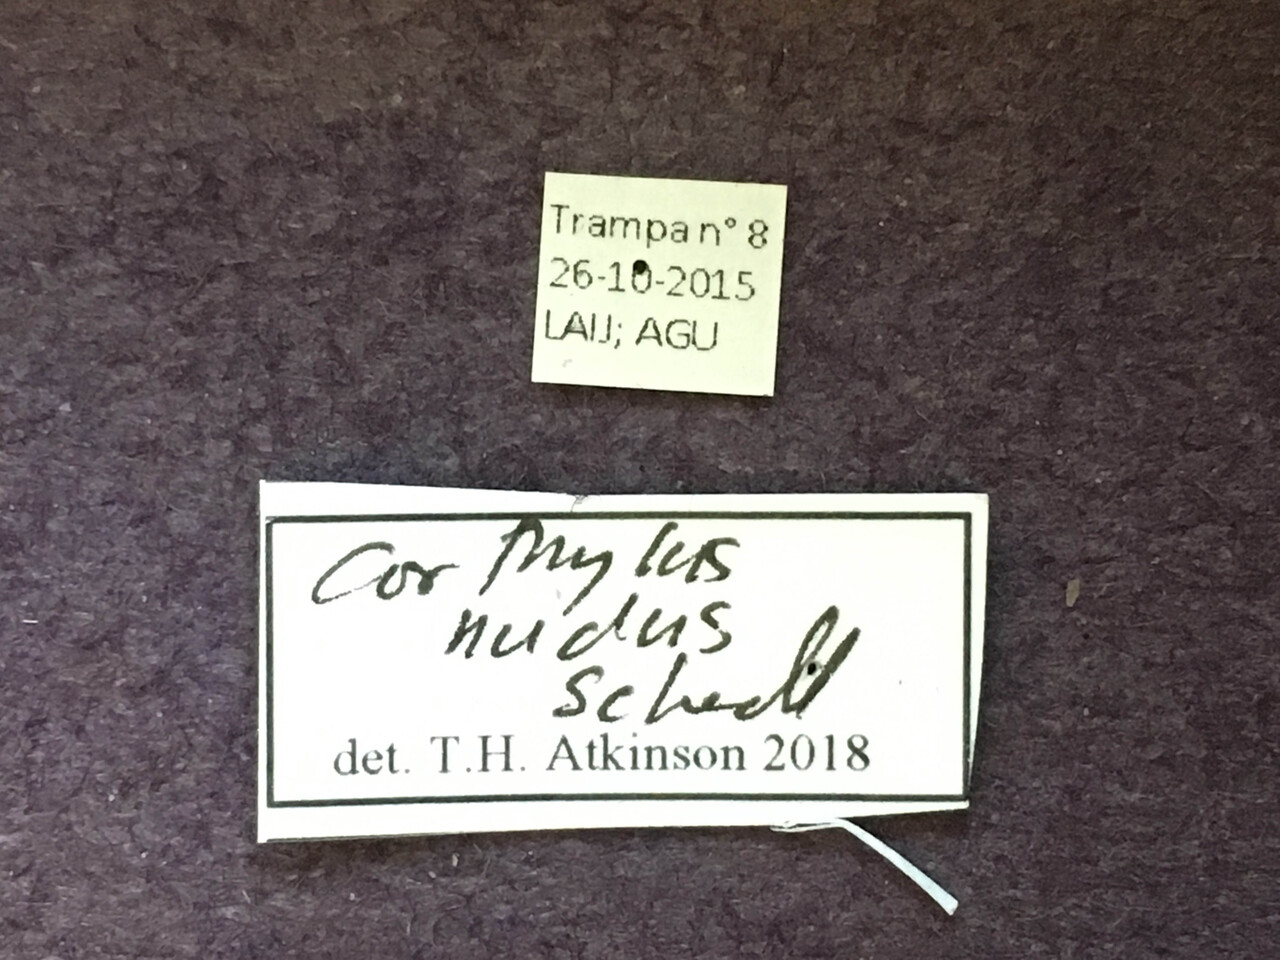 Trampa n° 8
26-10-2015
LAIJ; AGU
Corthylus
nudus
Schedl
det. T.H. Atkinson 2018